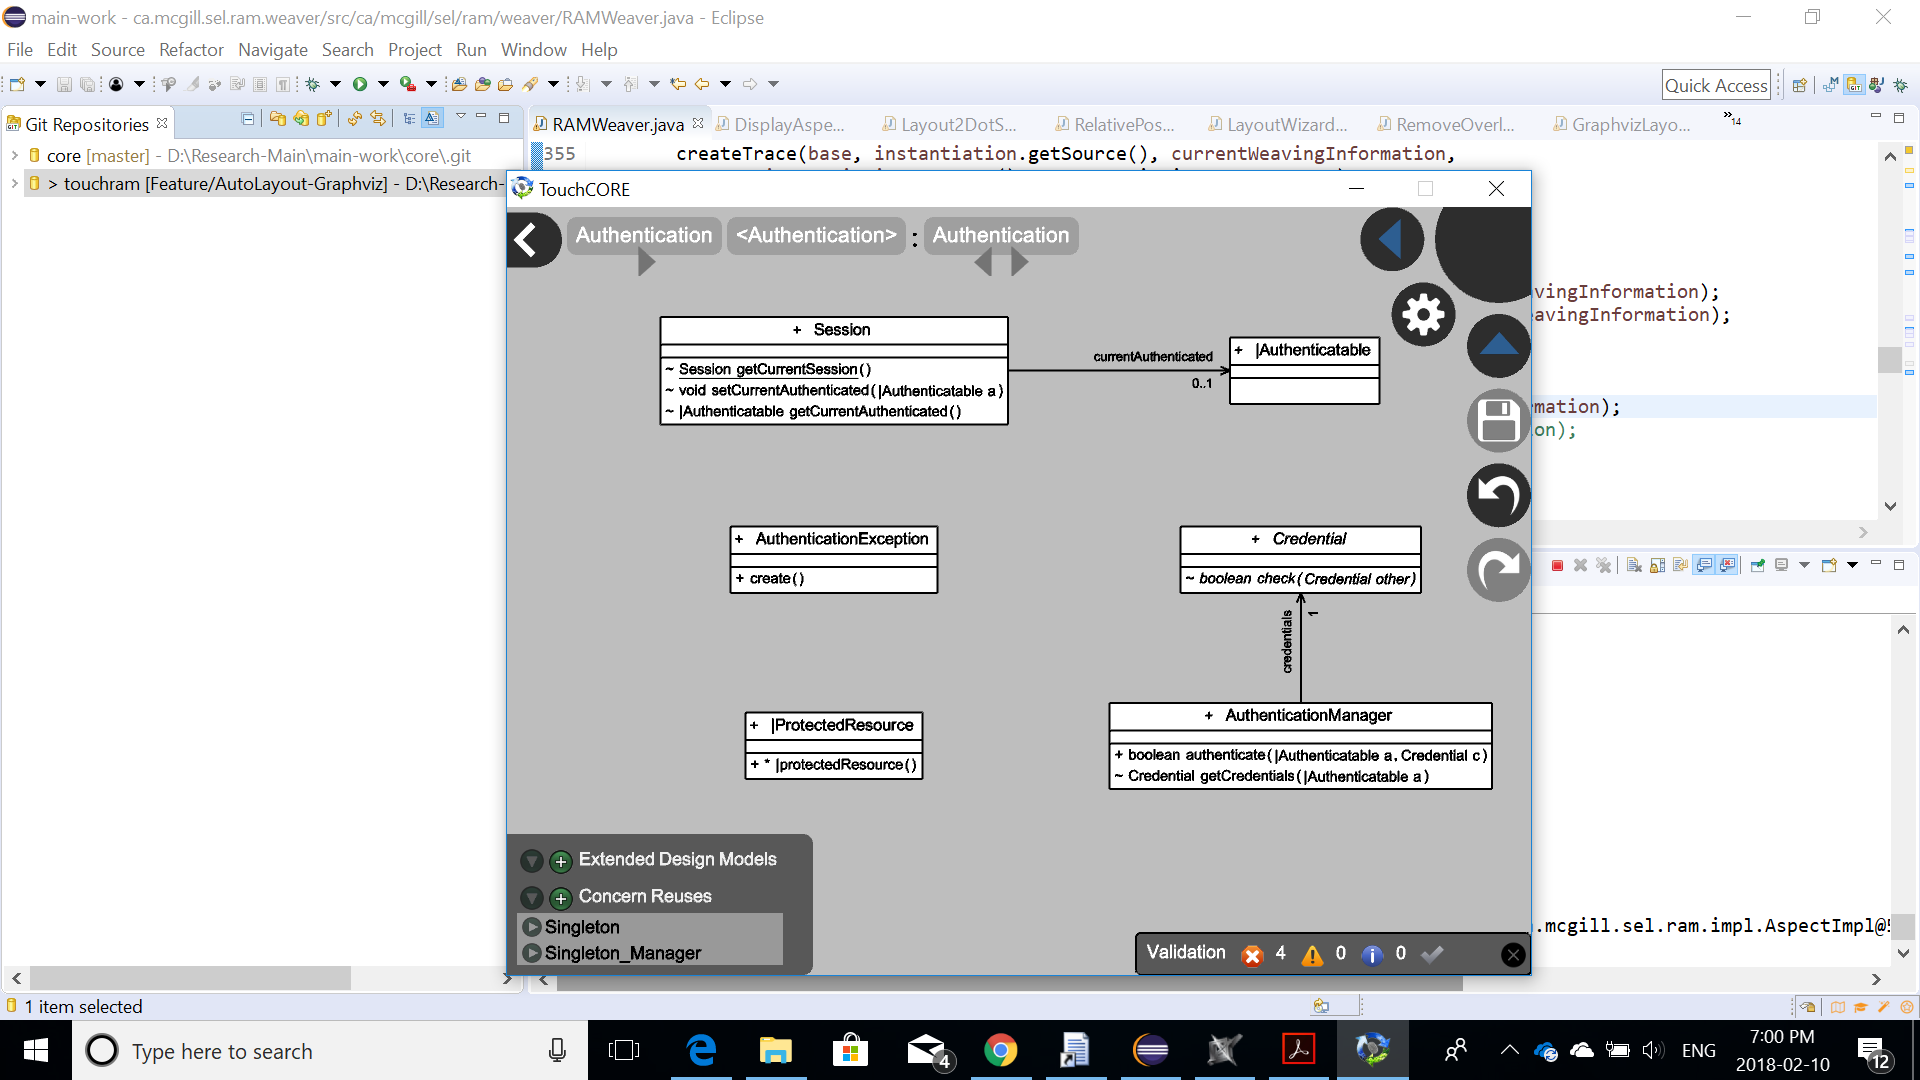 main-work - ca.mcgill.sel.ram.weaver/src/ca/mcgill/sel/ram/weaver/RAMWeaver.java - Eclipse
File Edit Source Refactor Navigate Search Project Run Window Help
Quick Access
Git Repositories
RAMWeaver.java DisplayAspe... Layout2DotS... RelativePos... LayoutWizard... RemoveOverl... GraphvizLayo... 14
core [master] - D:\Research-Main\main-work\core\.git
> touchram [Feature/AutoLayout-Graphviz] - D:\Research-
355 createTrace(base, instantiation.getSource(), currentWeavingInformation,
TouchCORE
Authentication <Authentication> : Authentication
vingInformation);
avingInformation);
mation);
on);
+ Session
~ Session getCurrentSession()
~ void setCurrentAuthenticated(|Authenticatable a)
~ |Authenticatable getCurrentAuthenticated()
currentAuthenticated
0..1
+ |Authenticatable
+ AuthenticationException
+ create()
+ Credential
~ boolean check(Credential other)
credentials
1
+ |ProtectedResource
+ * |protectedResource()
+ AuthenticationManager
+ boolean authenticate(|Authenticatable a, Credential c)
~ Credential getCredentials(|Authenticatable a)
Extended Design Models
Concern Reuses
Singleton
Singleton_Manager
Validation 4 0 0
.mcgill.sel.ram.impl.AspectImpl@
1 item selected
Type here to search
4
ENG
7:00 PM
2018-02-10
12